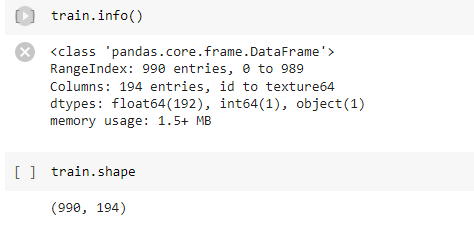 train.info()
<class 'pandas.core.frame.DataFrame'>
RangeIndex: 990 entries, 0 to 989
Columns: 194 entries, id to texture64
dtypes: float64(192), int64(1), object(1)
memory usage: 1.5+ MB
[ ] train.shape
(990, 194)